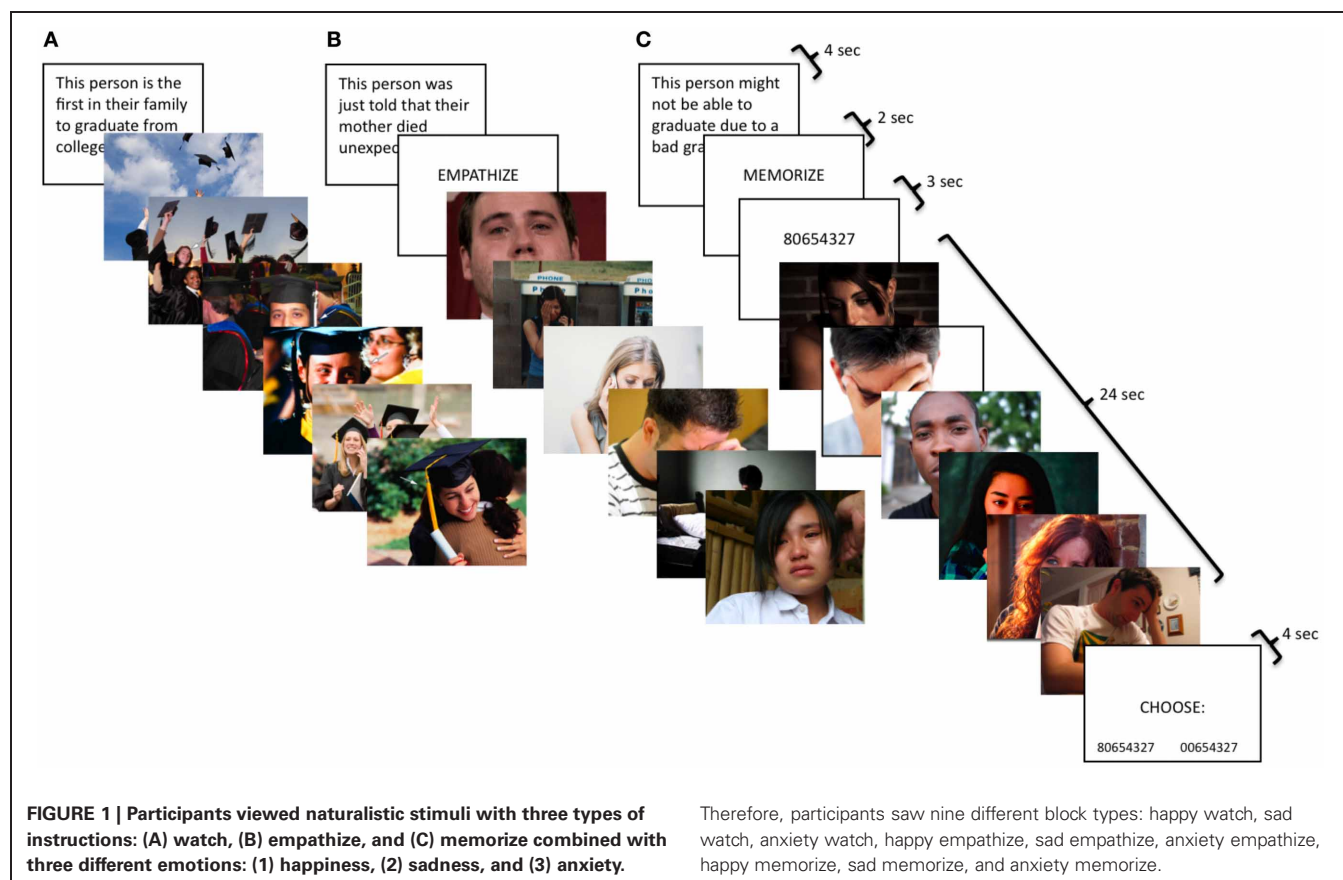 A
B
C
This person is the
first in their family
to graduate from
college
This person was
just told that their
mother died
unexpec
EMPATHIZE
This person might
not be able to
graduate due to a
bad gra
MEMORIZE
80654327
4 sec
2 sec
3 sec
24 sec
4 sec
PHONE
CHOOSE:
80654327 00654327
FIGURE 1 | Participants viewed naturalistic stimuli with three types of
instructions: (A) watch, (B) empathize, and (C) memorize combined with
three different emotions: (1) happiness, (2) sadness, and (3) anxiety.
Therefore, participants saw nine different block types: happy watch, sad
watch, anxiety watch, happy empathize, sad empathize, anxiety empathize,
happy memorize, sad memorize, and anxiety memorize.